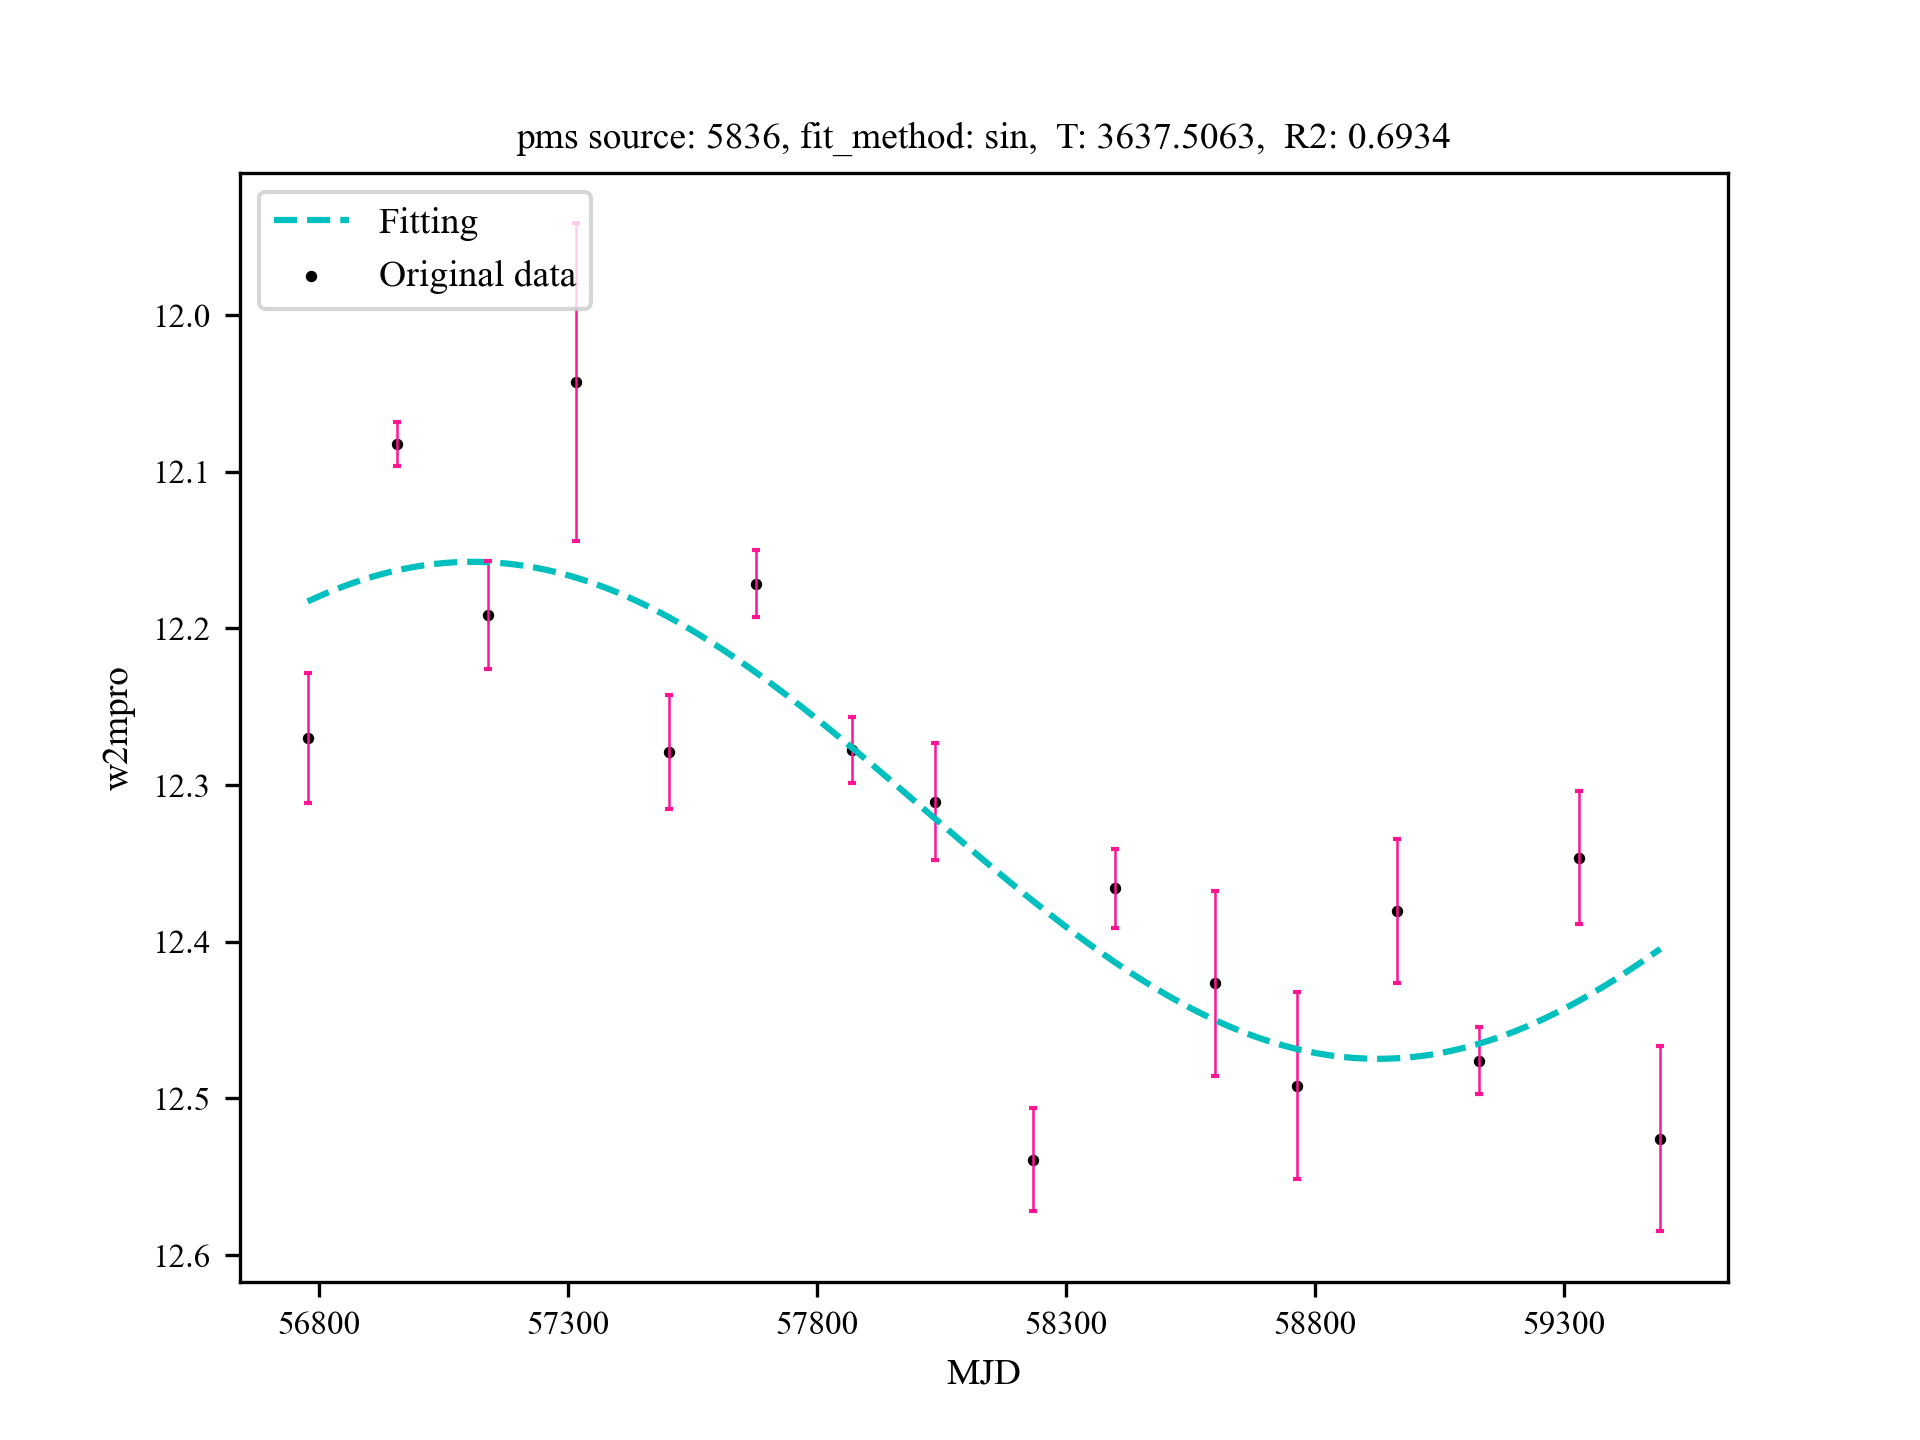 pms source: 5836, fit_method: sin,  T: 3637.5063,  R2: 0.6934
Fitting
Original data
12.0
12.1
12.2
12.3
12.4
12.5
12.6
w2mpro
56800 57300 57800 58300 58800 59300
MJD